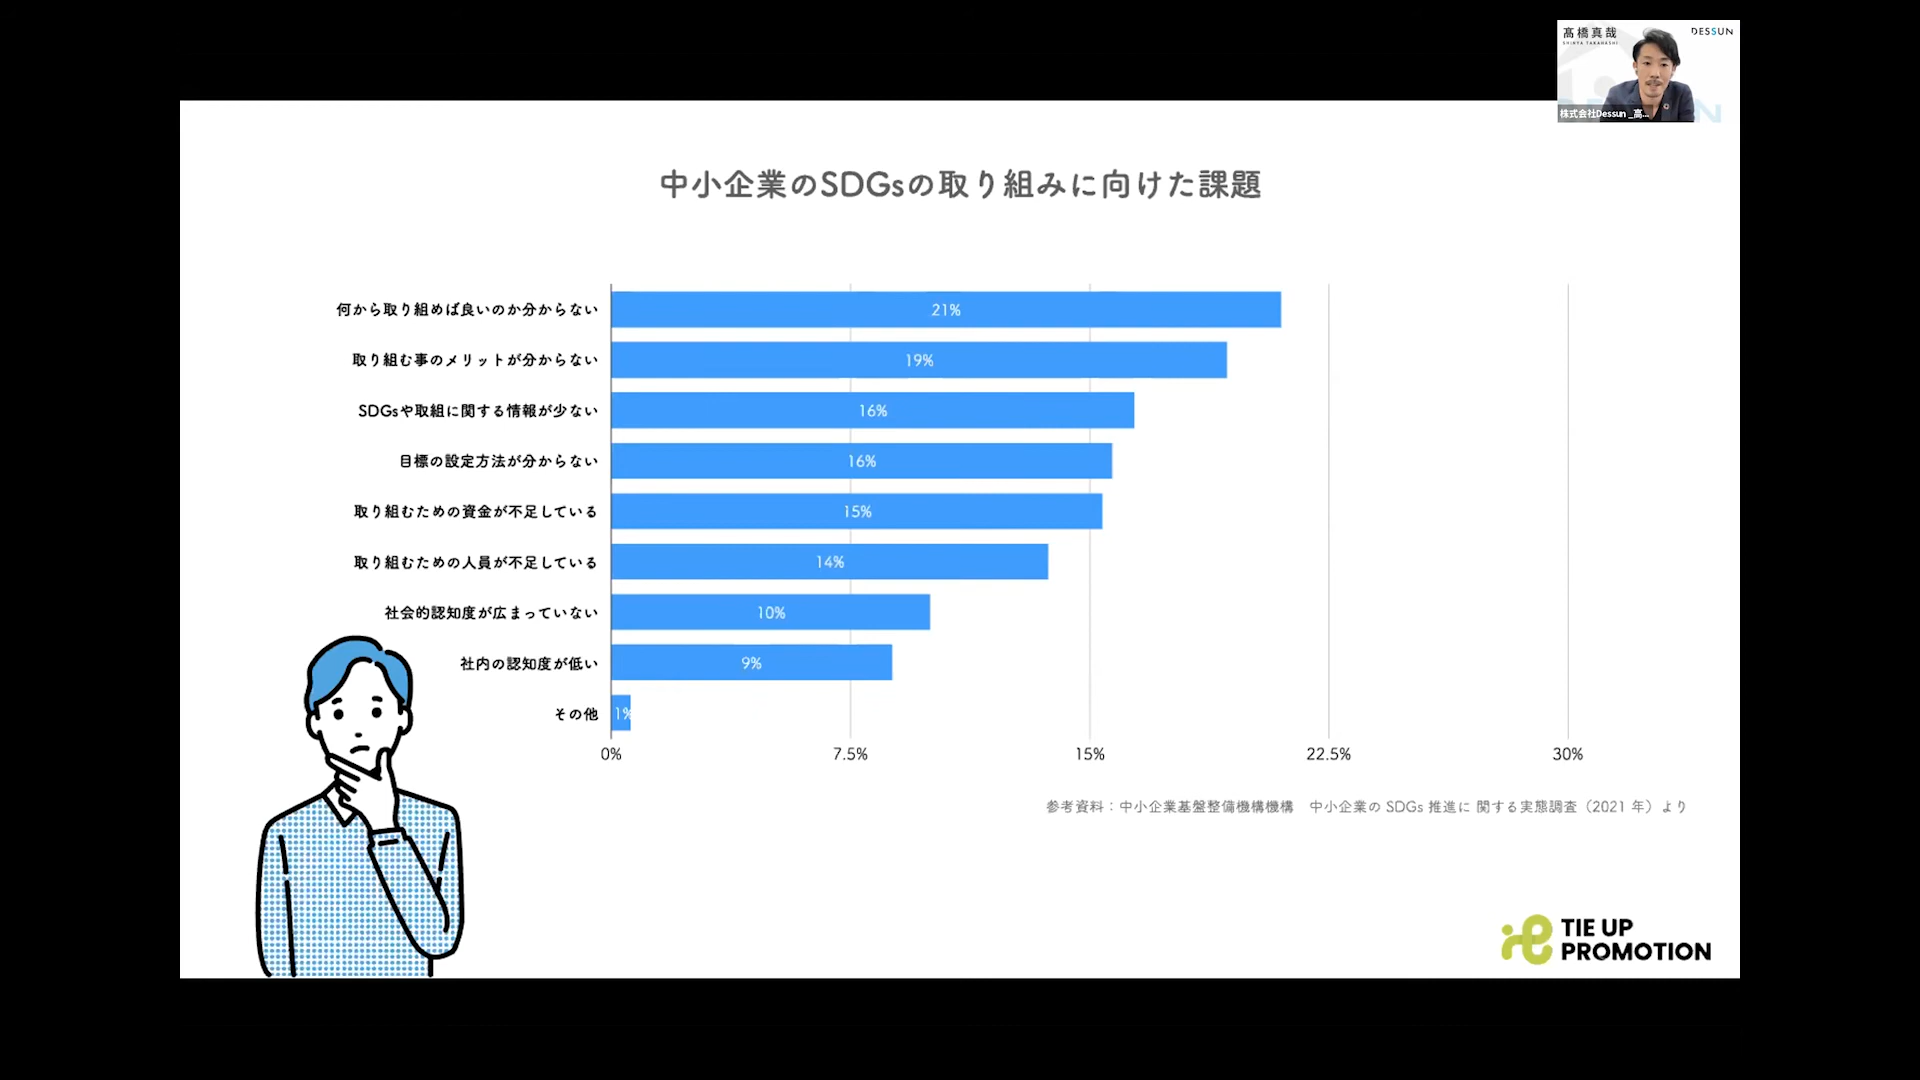 髙橋真哉
SHINYA TAKAHASHI
DESSUN
株式会社Dessun _高...
中小企業のSDGsの取り組みに向けた課題
何から取り組めば良いのか分からない 21%
取り組む事のメリットが分からない 19%
SDGsや取組に関する情報が少ない 16%
目標の設定方法が分からない 16%
取り組むための資金が不足している 15%
取り組むための人員が不足している 14%
社会的認知度が広まっていない 10%
社内の認知度が低い 9%
その他 1%
0% 7.5% 15% 22.5% 30%
参考資料：中小企業基盤整備機構機構　中小企業の SDGs 推進に 関する実態調査（2021 年）より
TIE UP
PROMOTION